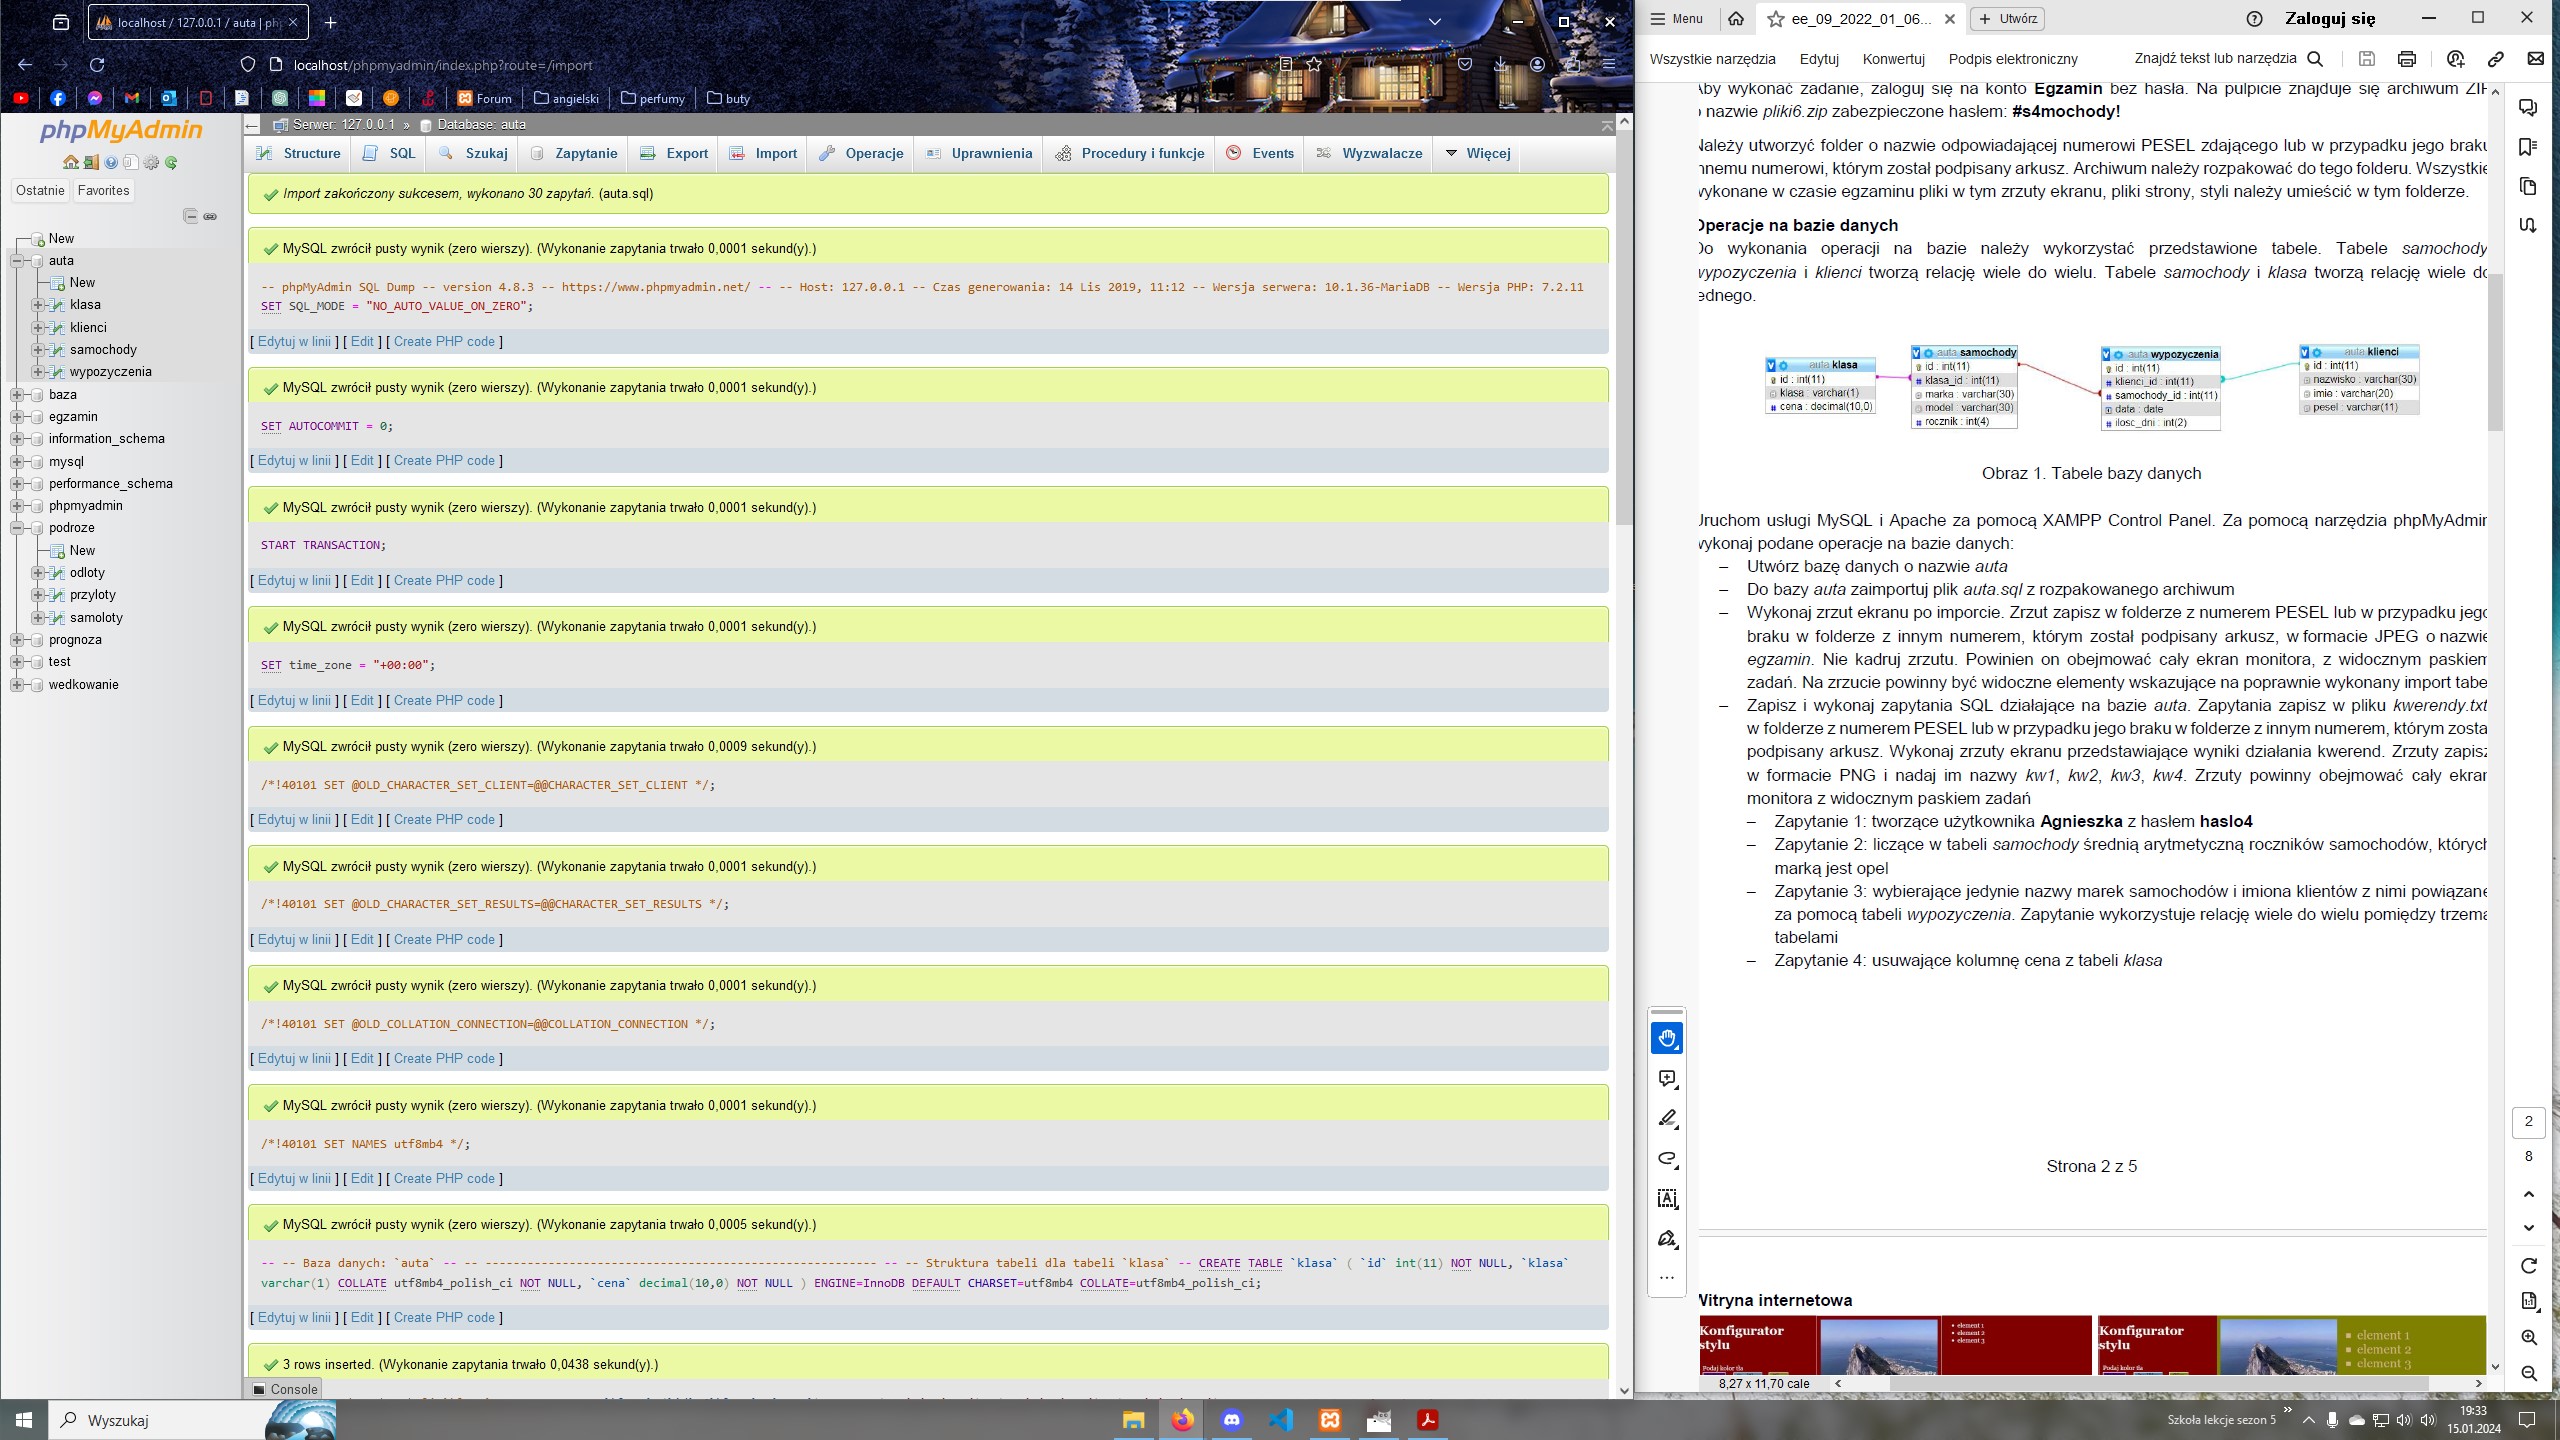 localhost / 127.0.0.1 / auta | ph
localhost/phpmyadmin/index.php?route=/import
Forum
angielski
perfumy
buty
phpMyAdmin
Ostatnie
Favorites
New
auta
New
klasa
klienci
samochody
wypozyczenia
baza
egzamin
information_schema
mysql
performance_schema
phpmyadmin
podroze
New
odloty
przyloty
samoloty
prognoza
test
wedkowanie
Serwer: 127.0.0.1 » Database: auta
Structure SQL Szukaj Zapytanie Export Import Operacje Uprawnienia Procedury i funkcje Events Wyzwalacze Więcej
Import zakończony sukcesem, wykonano 30 zapytań. (auta.sql)
MySQL zwrócił pusty wynik (zero wierszy). (Wykonanie zapytania trwało 0,0001 sekund(y).)
-- phpMyAdmin SQL Dump -- version 4.8.3 -- https://www.phpmyadmin.net/ -- -- Host: 127.0.0.1 -- Czas generowania: 14 Lis 2019, 11:12 -- Wersja serwera: 10.1.36-MariaDB -- Wersja PHP: 7.2.11
SET SQL_MODE = "NO_AUTO_VALUE_ON_ZERO";
[ Edytuj w linii ] [ Edit ] [ Create PHP code ]
MySQL zwrócił pusty wynik (zero wierszy). (Wykonanie zapytania trwało 0,0001 sekund(y).)
SET AUTOCOMMIT = 0;
[ Edytuj w linii ] [ Edit ] [ Create PHP code ]
MySQL zwrócił pusty wynik (zero wierszy). (Wykonanie zapytania trwało 0,0001 sekund(y).)
START TRANSACTION;
[ Edytuj w linii ] [ Edit ] [ Create PHP code ]
MySQL zwrócił pusty wynik (zero wierszy). (Wykonanie zapytania trwało 0,0001 sekund(y).)
SET time_zone = "+00:00";
[ Edytuj w linii ] [ Edit ] [ Create PHP code ]
MySQL zwrócił pusty wynik (zero wierszy). (Wykonanie zapytania trwało 0,0009 sekund(y).)
/*!40101 SET @OLD_CHARACTER_SET_CLIENT=@@CHARACTER_SET_CLIENT */;
[ Edytuj w linii ] [ Edit ] [ Create PHP code ]
MySQL zwrócił pusty wynik (zero wierszy). (Wykonanie zapytania trwało 0,0001 sekund(y).)
/*!40101 SET @OLD_CHARACTER_SET_RESULTS=@@CHARACTER_SET_RESULTS */;
[ Edytuj w linii ] [ Edit ] [ Create PHP code ]
MySQL zwrócił pusty wynik (zero wierszy). (Wykonanie zapytania trwało 0,0001 sekund(y).)
/*!40101 SET @OLD_COLLATION_CONNECTION=@@COLLATION_CONNECTION */;
[ Edytuj w linii ] [ Edit ] [ Create PHP code ]
MySQL zwrócił pusty wynik (zero wierszy). (Wykonanie zapytania trwało 0,0001 sekund(y).)
/*!40101 SET NAMES utf8mb4 */;
[ Edytuj w linii ] [ Edit ] [ Create PHP code ]
MySQL zwrócił pusty wynik (zero wierszy). (Wykonanie zapytania trwało 0,0005 sekund(y).)
-- -- Baza danych: `auta` -- -- -------------------------------------------------------- -- -- Struktura tabeli dla tabeli `klasa` -- CREATE TABLE `klasa` ( `id` int(11) NOT NULL, `klasa`
varchar(1) COLLATE utf8mb4_polish_ci NOT NULL, `cena` decimal(10,0) NOT NULL ) ENGINE=InnoDB DEFAULT CHARSET=utf8mb4 COLLATE=utf8mb4_polish_ci;
[ Edytuj w linii ] [ Edit ] [ Create PHP code ]
3 rows inserted. (Wykonanie zapytania trwało 0,0438 sekund(y).)
Console
Menu
ee_09_2022_01_06...
Utwórz
Zaloguj się
Wszystkie narzędzia Edytuj Konwertuj Podpis elektroniczny
Znajdź tekst lub narzędzia
Aby wykonać zadanie, zaloguj się na konto Egzamin bez hasła. Na pulpicie znajduje się archiwum ZIP
o nazwie pliki6.zip zabezpieczone hasłem: #s4mochody!
Należy utworzyć folder o nazwie odpowiadającej numerowi PESEL zdającego lub w przypadku jego braku
innemu numerowi, którym został podpisany arkusz. Archiwum należy rozpakować do tego folderu. Wszystkie
wykonane w czasie egzaminu pliki w tym zrzuty ekranu, pliki strony, styli należy umieścić w tym folderze.
Operacje na bazie danych
Do wykonania operacji na bazie należy wykorzystać przedstawione tabele. Tabele samochody
wypozyczenia i klienci tworzą relację wiele do wielu. Tabele samochody i klasa tworzą relację wiele do
jednego.
auta klasa
id : int(11)
klasa : varchar(1)
cena : decimal(10,0)
auta samochody
id : int(11)
klasa_id : int(11)
marka : varchar(30)
model : varchar(30)
rocznik : int(4)
auta wypozyczenia
id : int(11)
klienci_id : int(11)
samochody_id : int(11)
data : date
ilosc_dni : int(2)
auta klienci
id : int(11)
nazwisko : varchar(30)
imie : varchar(20)
pesel : varchar(11)
Obraz 1. Tabele bazy danych
Uruchom usługi MySQL i Apache za pomocą XAMPP Control Panel. Za pomocą narzędzia phpMyAdmin
wykonaj podane operacje na bazie danych:
– Utwórz bazę danych o nazwie auta
– Do bazy auta zaimportuj plik auta.sql z rozpakowanego archiwum
– Wykonaj zrzut ekranu po imporcie. Zrzut zapisz w folderze z numerem PESEL lub w przypadku jego
braku w folderze z innym numerem, którym został podpisany arkusz, w formacie JPEG o nazwie
egzamin. Nie kadruj zrzutu. Powinien on obejmować cały ekran monitora, z widocznym paskiem
zadań. Na zrzucie powinny być widoczne elementy wskazujące na poprawnie wykonany import tabe
– Zapisz i wykonaj zapytania SQL działające na bazie auta. Zapytania zapisz w pliku kwerendy.txt
w folderze z numerem PESEL lub w przypadku jego braku w folderze z innym numerem, którym zosta
podpisany arkusz. Wykonaj zrzuty ekranu przedstawiające wyniki działania kwerend. Zrzuty zapisz
w formacie PNG i nadaj im nazwy kw1, kw2, kw3, kw4. Zrzuty powinny obejmować cały ekran
monitora z widocznym paskiem zadań
– Zapytanie 1: tworzące użytkownika Agnieszka z hasłem haslo4
– Zapytanie 2: liczące w tabeli samochody średnią arytmetyczną roczników samochodów, których
marką jest opel
– Zapytanie 3: wybierające jedynie nazwy marek samochodów i imiona klientów z nimi powiązane
za pomocą tabeli wypozyczenia. Zapytanie wykorzystuje relację wiele do wielu pomiędzy trzema
tabelami
– Zapytanie 4: usuwające kolumnę cena z tabeli klasa
Strona 2 z 5
Witryna internetowa
Konfigurator
stylu
Podaj kolor tła
element 1
element 2
element 3
Konfigurator
stylu
Podaj kolor tła
element 1
element 2
element 3
8,27 x 11,70 cale
2
8
Wyszukaj
Szkoła lekcje sezon 5
19:33
15.01.2024